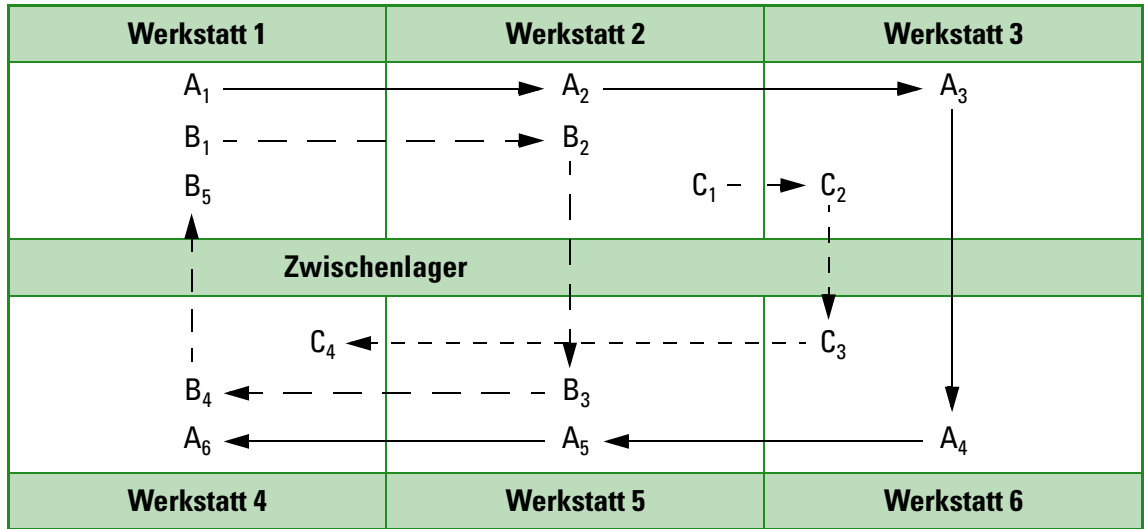 Werkstatt 1 Werkstatt 2 Werkstatt 3
A₁ A₂ A₃
B₁ B₂
B₅ C₁ C₂
Zwischenlager
C₄ C₃
B₄ B₃
A₆ A₅ A₄
Werkstatt 4 Werkstatt 5 Werkstatt 6